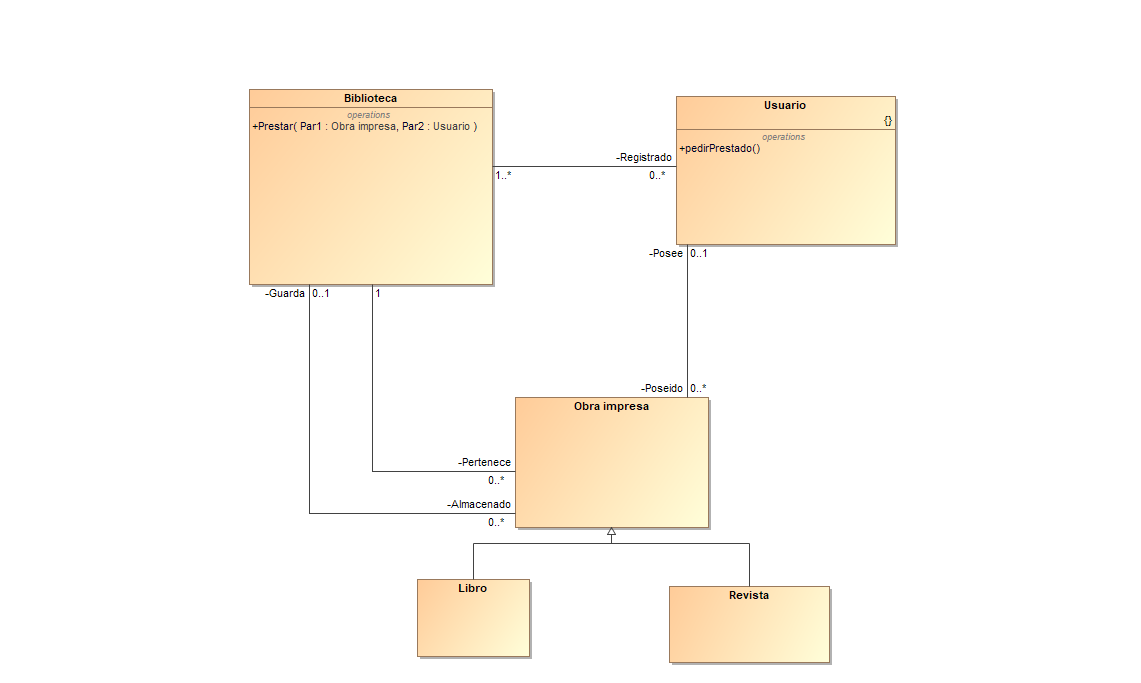 Biblioteca
operations
+Prestar( Par1 : Obra impresa, Par2 : Usuario )
Usuario
{}
operations
+pedirPrestado()
-Registrado
1..*
0..*
-Posee
0..1
-Guarda
0..1
1
-Poseido
0..*
Obra impresa
-Pertenece
0..*
-Almacenado
0..*
Libro
Revista